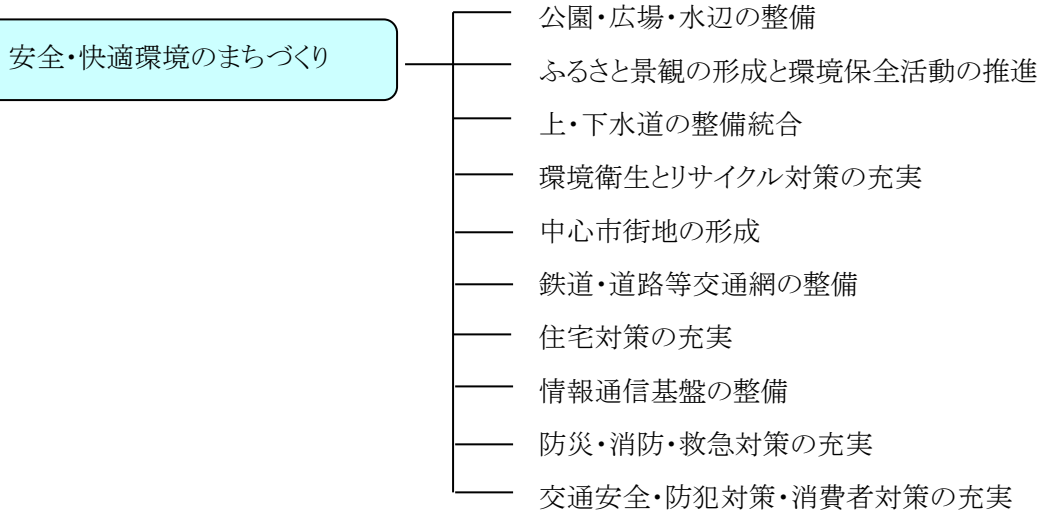 安全・快適環境のまちづくり
公園・広場・水辺の整備
ふるさと景観の形成と環境保全活動の推進
上・下水道の整備統合
環境衛生とリサイクル対策の充実
中心市街地の形成
鉄道・道路等交通網の整備
住宅対策の充実
情報通信基盤の整備
防災・消防・救急対策の充実
交通安全・防犯対策・消費者対策の充実